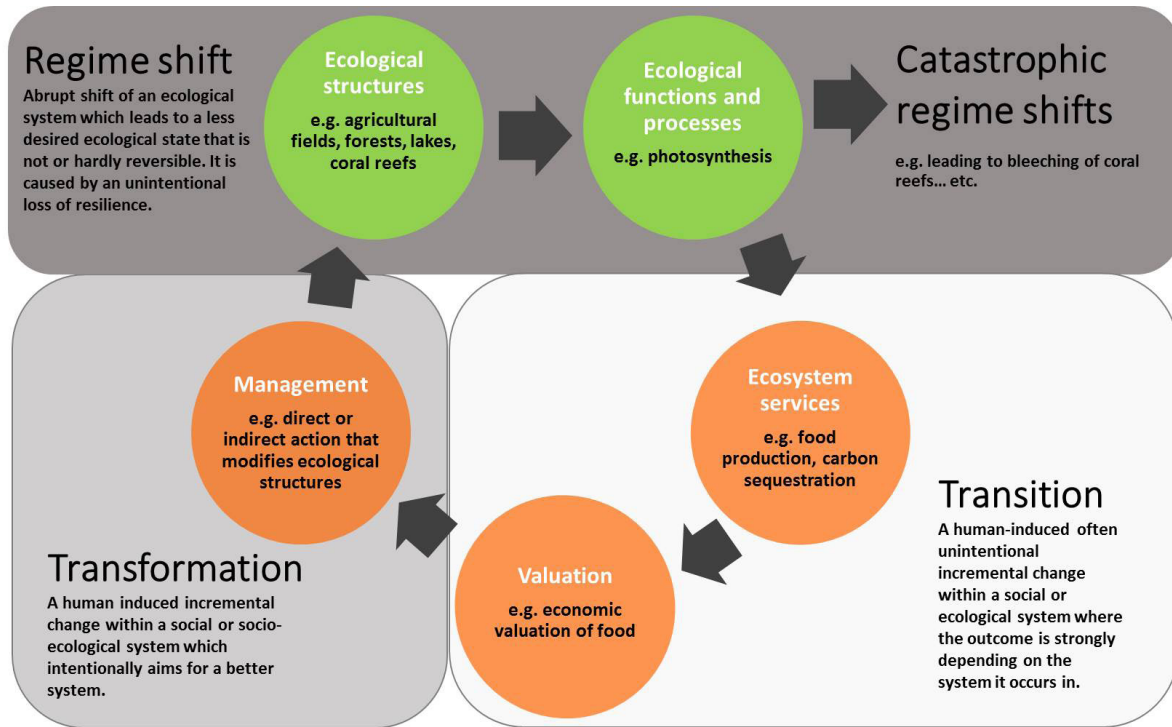 Regime shift
Abrupt shift of an ecological
system which leads to a less
desired ecological state that is
not or hardly reversible. It is
caused by an unintentional
loss of resilience.
Ecological
structures
e.g. agricultural
fields, forests, lakes,
coral reefs
Ecological
functions and
processes
e.g. photosynthesis
Catastrophic
regime shifts
e.g. leading to bleeching of coral
reefs... etc.
Management
e.g. direct or
indirect action that
modifies ecological
structures
Ecosystem
services
e.g. food
production, carbon
sequestration
Valuation
e.g. economic
valuation of food
Transformation
A human induced incremental
change within a social or socio-
ecological system which
intentionally aims for a better
system.
Transition
A human-induced often
unintentional
incremental change
within a social or
ecological system where
the outcome is strongly
depending on the
system it occurs in.